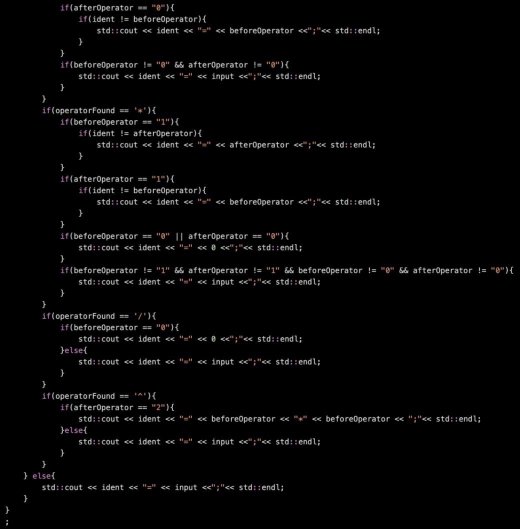 if(afterOperator == "0"){
if(ident != beforeOperator){
std::cout << ident << "=" << beforeOperator <<";"<< std::endl;
}
}
if(beforeOperator != "0" && afterOperator != "0"){
std::cout << ident << "=" << input <<";"<< std::endl;
}
}
if(operatorFound == '*'){
if(beforeOperator == "1"){
if(ident != afterOperator){
std::cout << ident << "=" << afterOperator <<";"<< std::endl;
}
}
if(afterOperator == "1"){
if(ident != beforeOperator){
std::cout << ident << "=" << beforeOperator <<";"<< std::endl;
}
}
if(beforeOperator == "0" || afterOperator == "0"){
std::cout << ident << "=" << 0 <<";"<< std::endl;
}
if(beforeOperator != "1" && afterOperator != "1" && beforeOperator != "0" && afterOperator != "0"){
std::cout << ident << "=" << input <<";"<< std::endl;
}
}
if(operatorFound == '/'){
if(beforeOperator == "0"){
std::cout << ident << "=" << 0 <<";"<< std::endl;
}else{
std::cout << ident << "=" << input <<";"<< std::endl;
}
}
if(operatorFound == '^'){
if(afterOperator == "2"){
std::cout << ident << "=" << beforeOperator << "*" << beforeOperator << ";"<< std::endl;
}else{
std::cout << ident << "=" << input <<";"<< std::endl;
}
}
} else{
std::cout << ident << "=" << input <<";"<< std::endl;
}
}
;